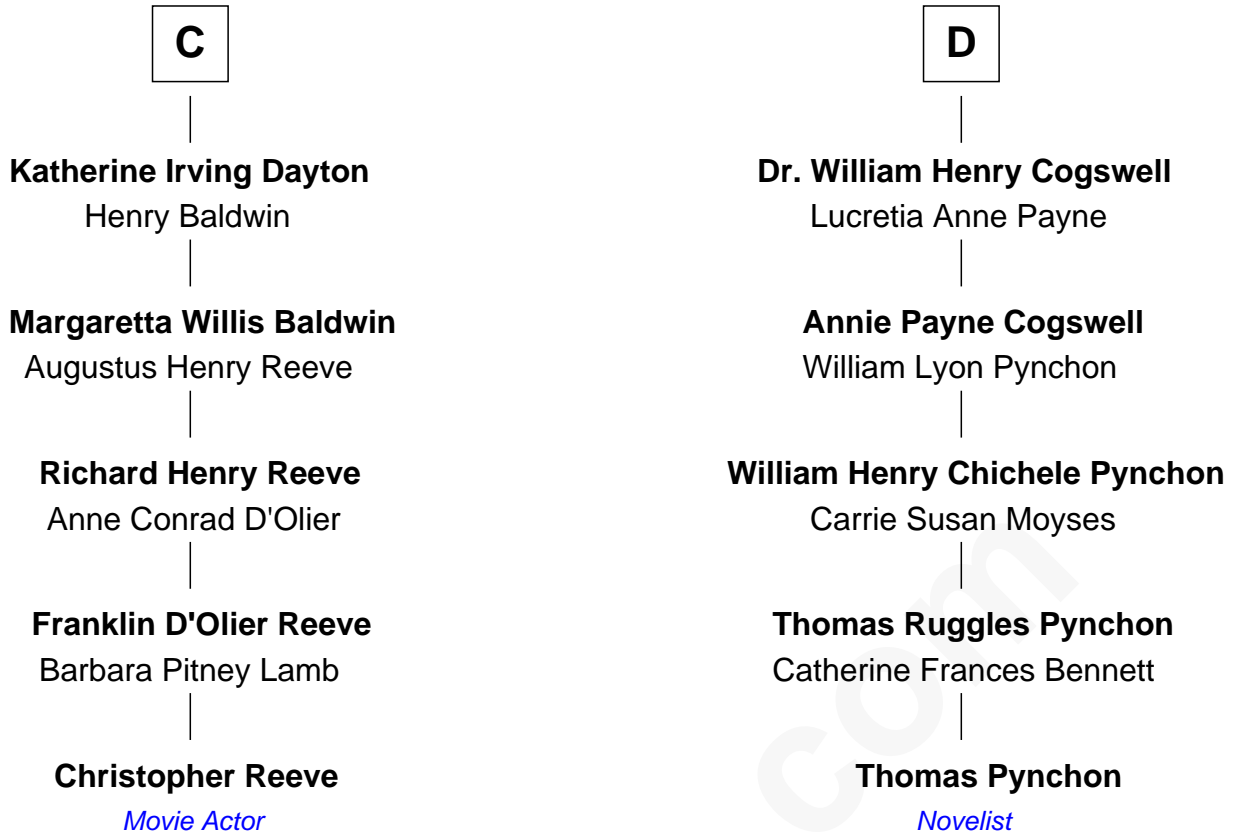 C
Katherine Irving Dayton
Henry Baldwin
Margaretta Willis Baldwin
Augustus Henry Reeve
Richard Henry Reeve
Anne Conrad D'Olier
Franklin D'Olier Reeve
Barbara Pitney Lamb
Christopher Reeve
Movie Actor
D
Dr. William Henry Cogswell
Lucretia Anne Payne
Annie Payne Cogswell
William Lyon Pynchon
William Henry Chichele Pynchon
Carrie Susan Moyses
Thomas Ruggles Pynchon
Catherine Frances Bennett
Thomas Pynchon
Novelist
com